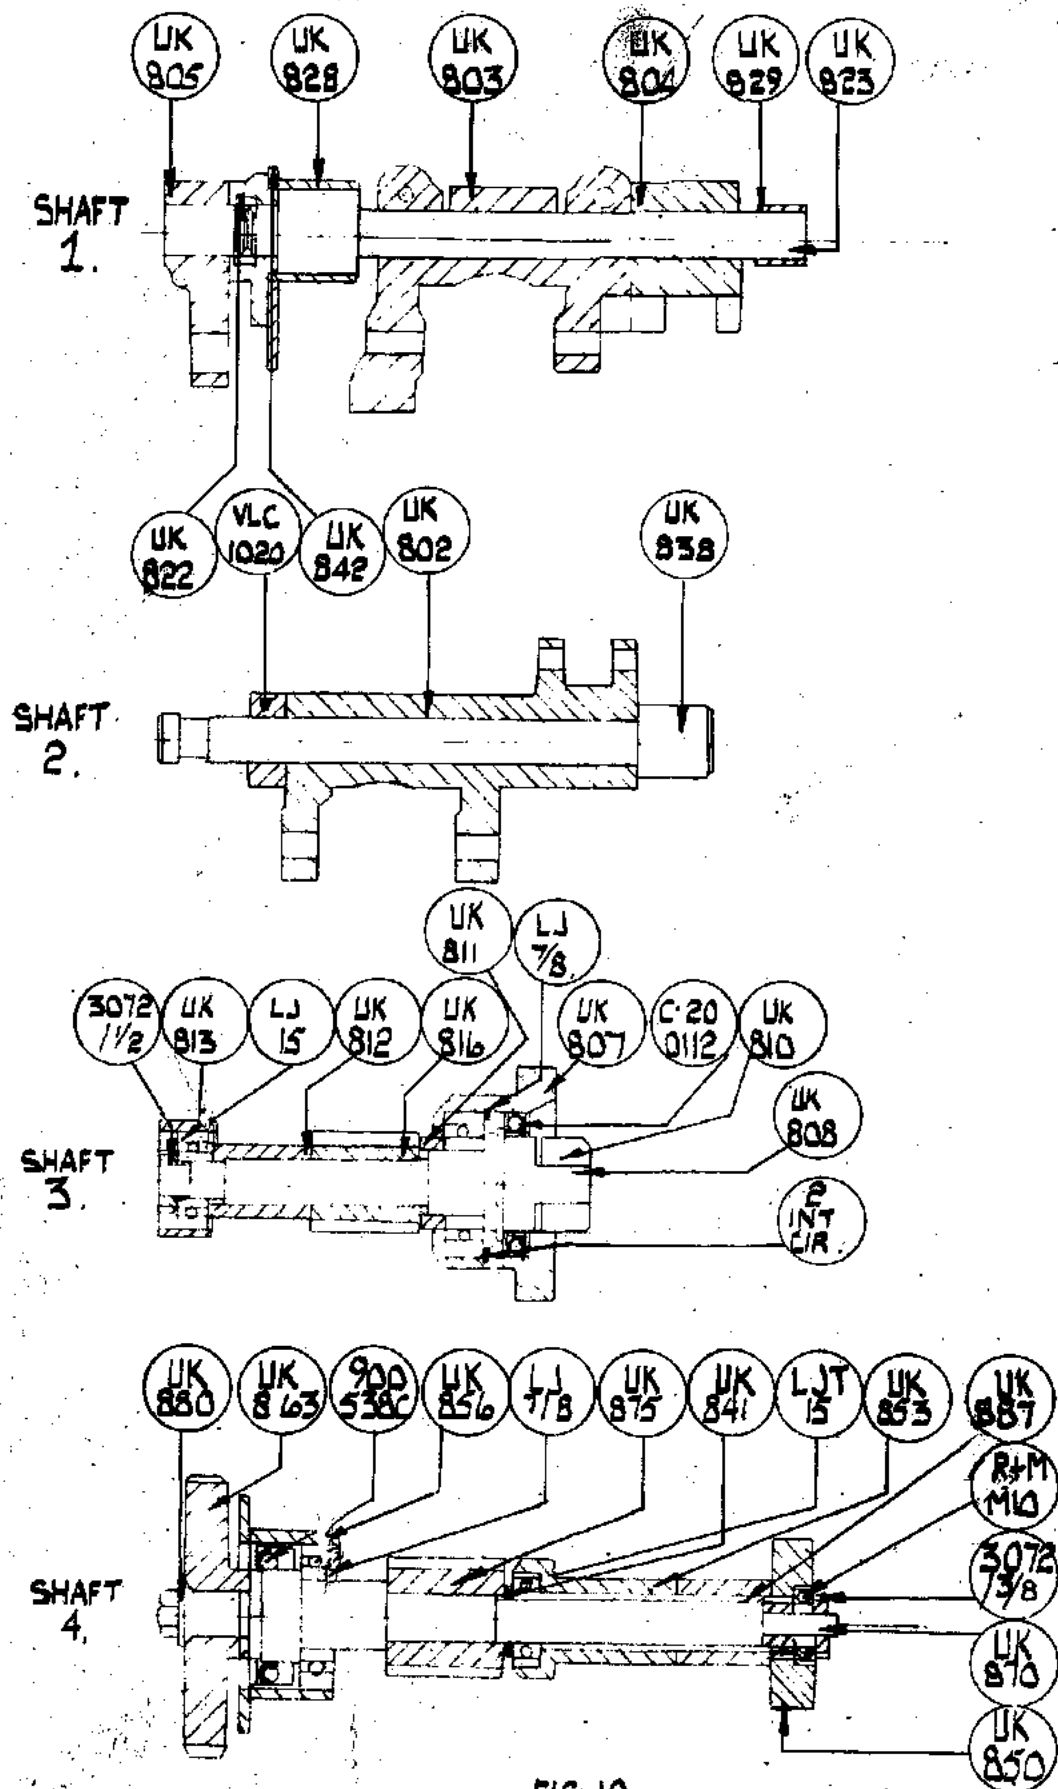 UK
805
UK
828
UK
803
UK
804
UK
829
UK
823
SHAFT
1.
UK
822
VLC
1020
UK
842
UK
802
UK
838
SHAFT
2.
UK
811
LJ
7/8
3072
1 1/2
UK
813
LJ
15
UK
812
UK
816
UK
807
C-20
0112
UK
810
UK
808
SHAFT
3.
2
INT
CIR.
UK
880
UK
863
900
538C
UK
856
LJ
7/8
UK
875
UK
841
LJT
15
UK
853
UK
887
R+M
M10
3072
1 3/8
UK
870
UK
850
SHAFT
4.